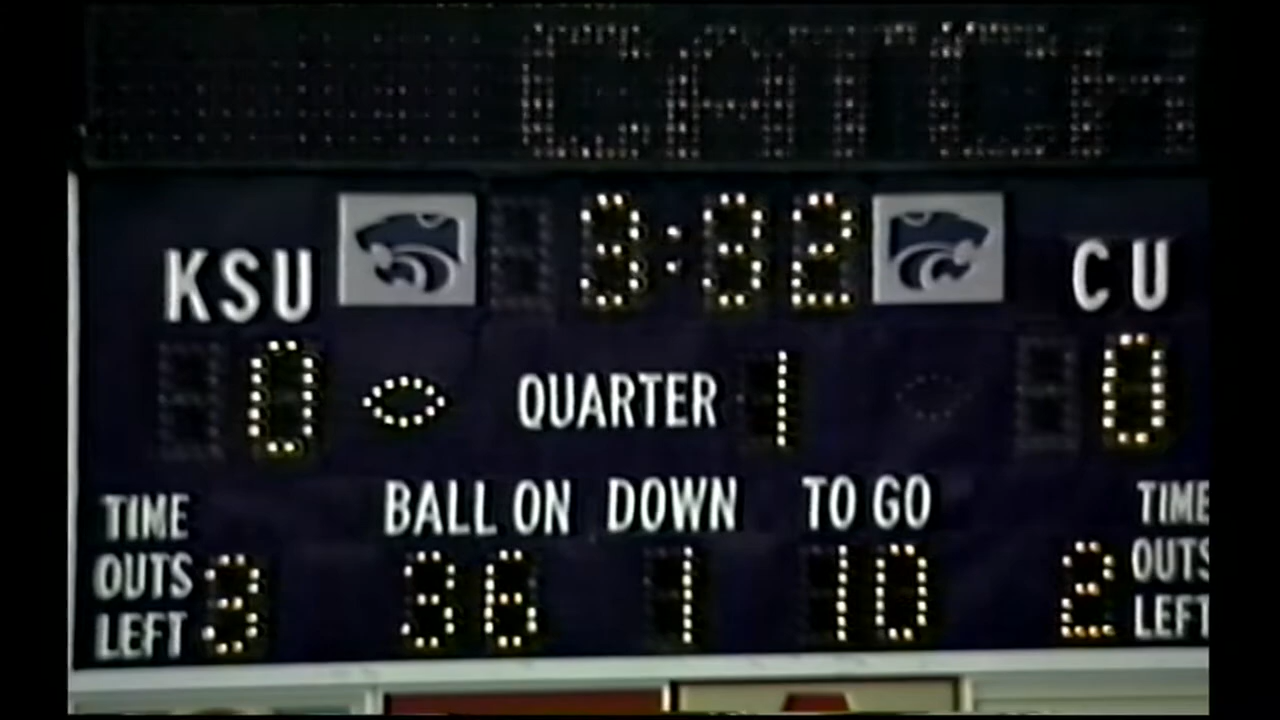 CATCH
3:32
KSU CU
0 QUARTER 1 0
TIME OUTS LEFT 3
BALL ON DOWN TO GO
36 1 10
2 TIME OUTS LEFT